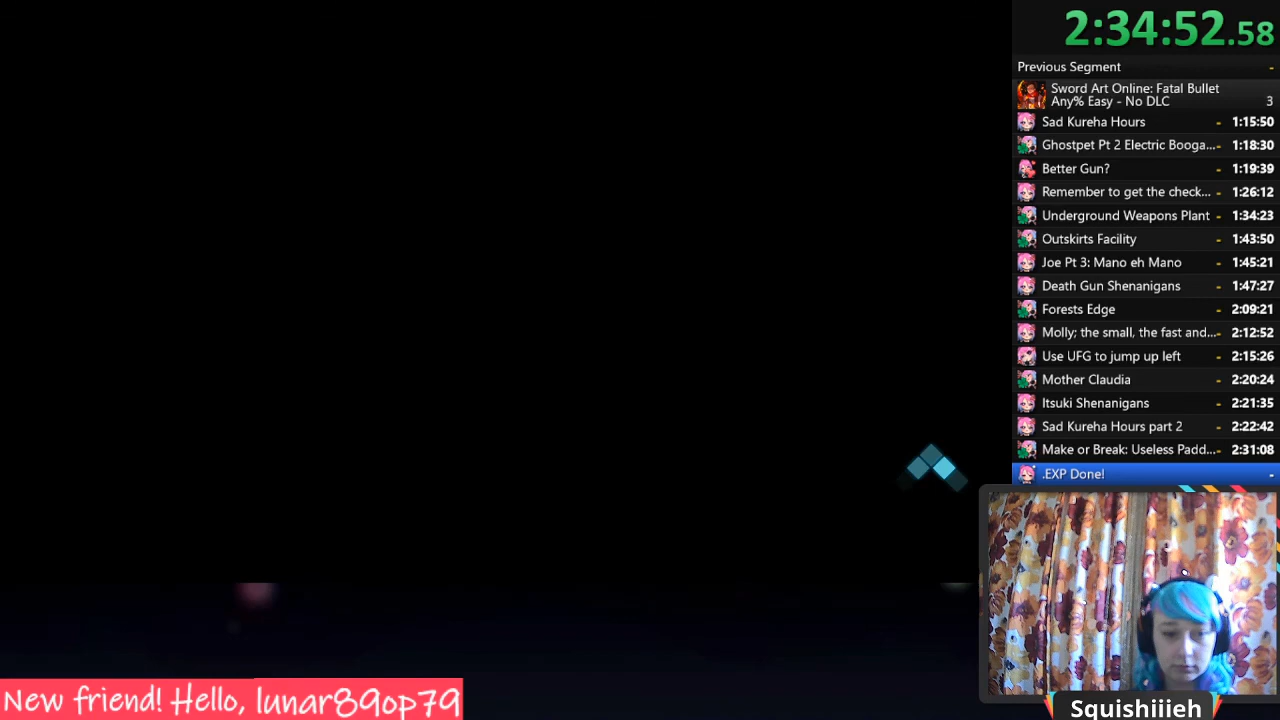 2:34:52.58
Previous Segment -
Sword Art Online: Fatal Bullet
Any% Easy - No DLC 3
Sad Kureha Hours - 1:15:50
Ghostpet Pt 2 Electric Booga... - 1:18:30
Better Gun? - 1:19:39
Remember to get the check... - 1:26:12
Underground Weapons Plant - 1:34:23
Outskirts Facility - 1:43:50
Joe Pt 3: Mano eh Mano - 1:45:21
Death Gun Shenanigans - 1:47:27
Forests Edge - 2:09:21
Molly; the small, the fast and... - 2:12:52
Use UFG to jump up left - 2:15:26
Mother Claudia - 2:20:24
Itsuki Shenanigans - 2:21:35
Sad Kureha Hours part 2 - 2:22:42
Make or Break: Useless Padd... - 2:31:08
.EXP Done! -
New friend! Hello, lunar89op79
Squishiiieh